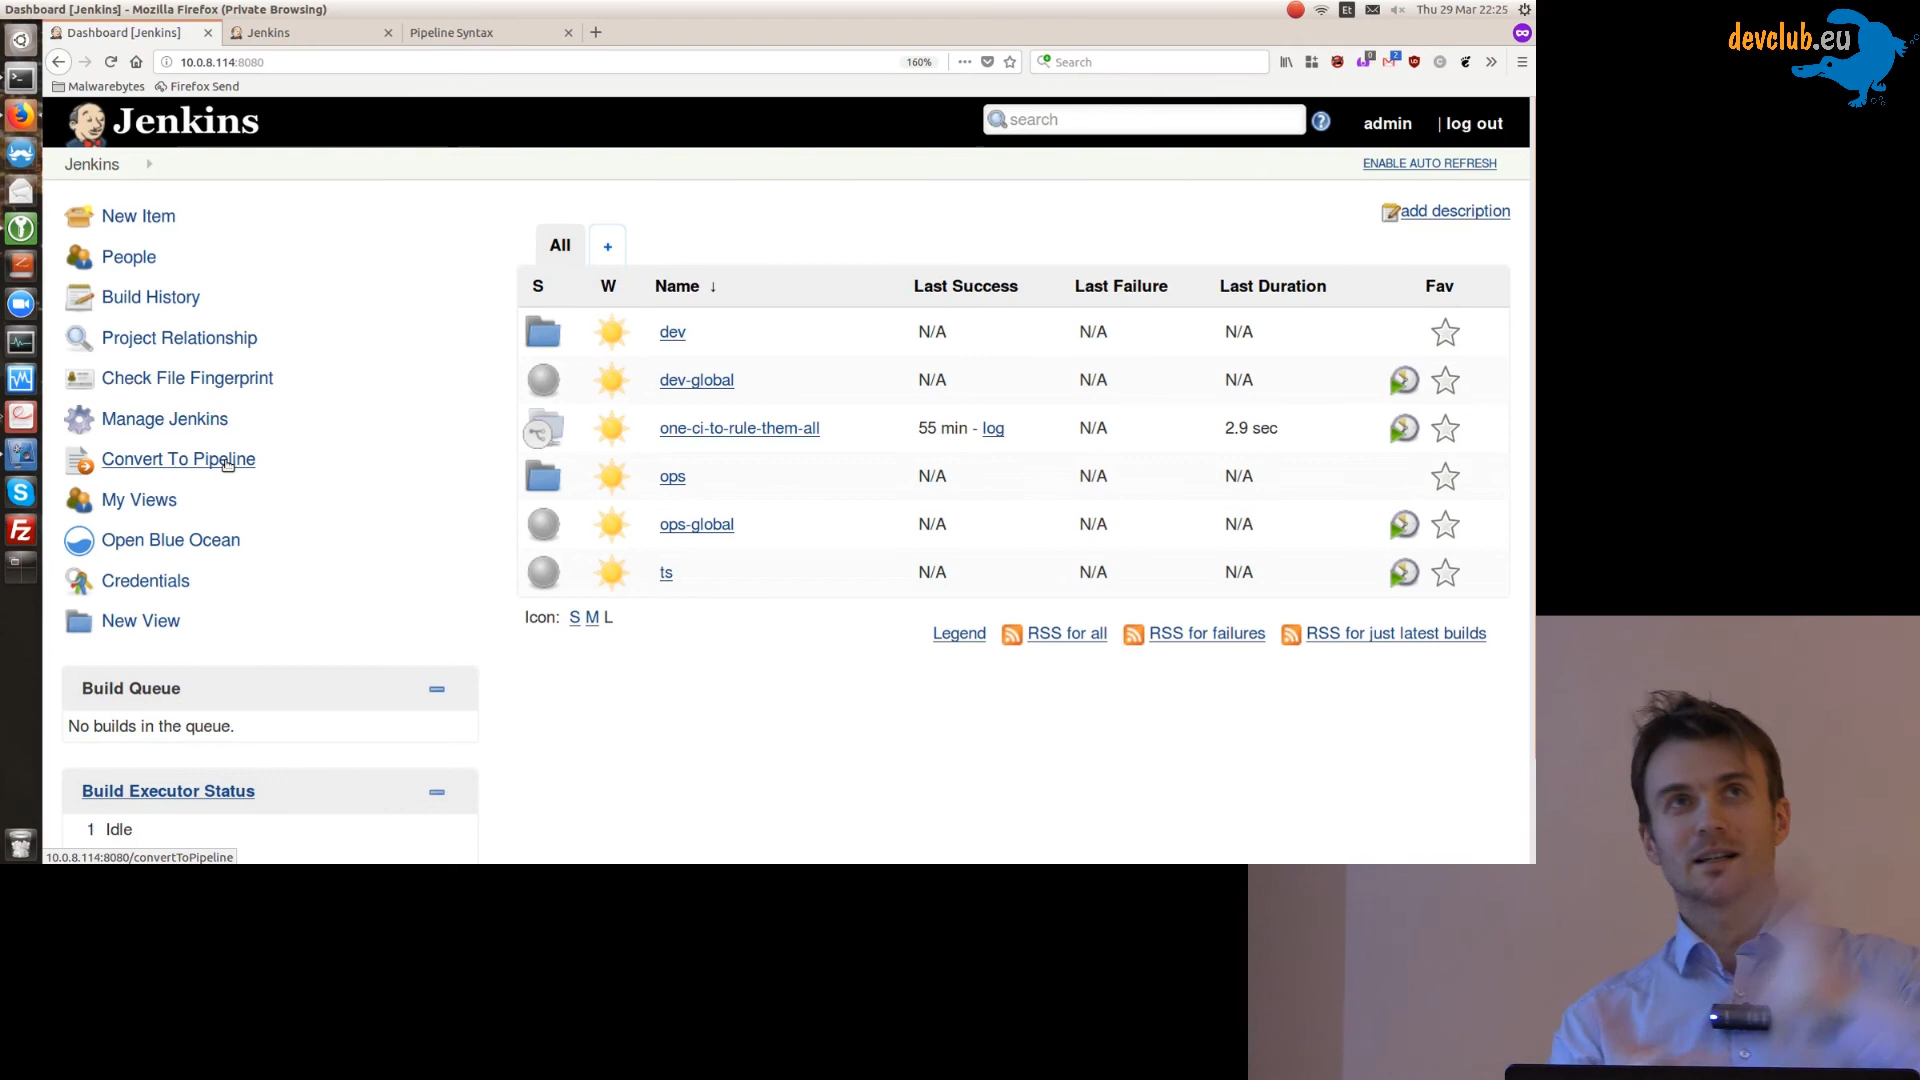 Dashboard [Jenkins] - Mozilla Firefox (Private Browsing)
Et
Thu 29 Mar 22:25
Dashboard [Jenkins]
Jenkins
Pipeline Syntax
10.0.8.114:8080
160%
Search
0
2
Malwarebytes
Firefox Send
Jenkins
search
admin
| log out
Jenkins
ENABLE AUTO REFRESH
add description
New Item
People
Build History
Project Relationship
Check File Fingerprint
Manage Jenkins
Convert To Pipeline
My Views
Open Blue Ocean
Credentials
New View
All
+
S W Name ↓ Last Success Last Failure Last Duration Fav
dev N/A N/A N/A
dev-global N/A N/A N/A
one-ci-to-rule-them-all 55 min - log N/A 2.9 sec
ops N/A N/A N/A
ops-global N/A N/A N/A
ts N/A N/A N/A
Icon: S M L
Legend RSS for all RSS for failures RSS for just latest builds
Build Queue
No builds in the queue.
Build Executor Status
1 Idle
10.0.8.114:8080/convertToPipeline
Fz
devclub.eu